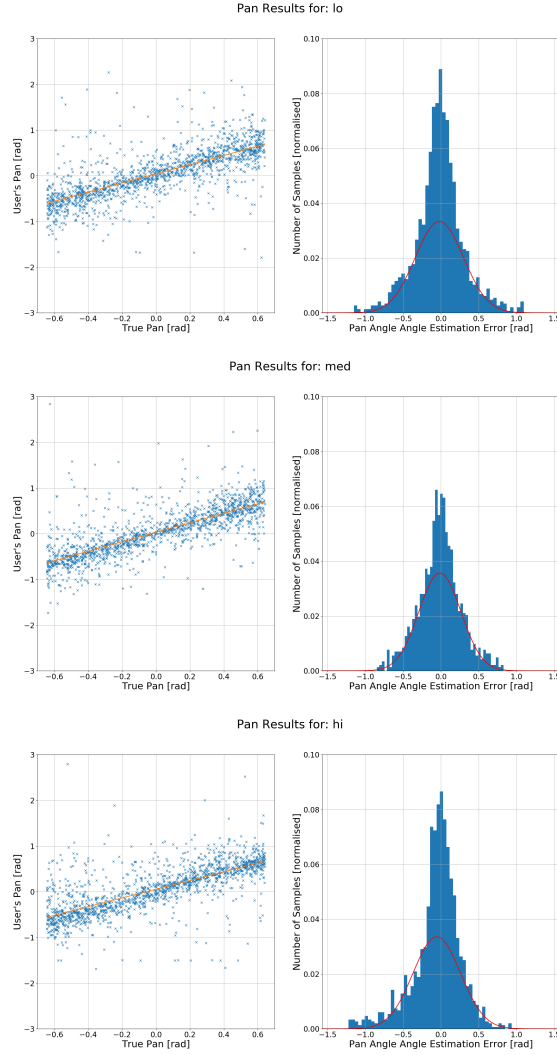 Pan Results for: lo
3
2
1
0
−1
−2
−3
User's Pan [rad]
−0.6 −0.4 −0.2 0.0 0.2 0.4 0.6
True Pan [rad]
0.10
0.08
0.06
0.04
0.02
0.00
Number of Samples [normalised]
−1.5 −1.0 −0.5 0.0 0.5 1.0 1.5
Pan Angle Angle Estimation Error [rad]
Pan Results for: med
3
2
1
0
−1
−2
−3
User's Pan [rad]
−0.6 −0.4 −0.2 0.0 0.2 0.4 0.6
True Pan [rad]
0.10
0.08
0.06
0.04
0.02
0.00
Number of Samples [normalised]
−1.5 −1.0 −0.5 0.0 0.5 1.0 1.5
Pan Angle Angle Estimation Error [rad]
Pan Results for: hi
3
2
1
0
−1
−2
−3
User's Pan [rad]
−0.6 −0.4 −0.2 0.0 0.2 0.4 0.6
True Pan [rad]
0.10
0.08
0.06
0.04
0.02
0.00
Number of Samples [normalised]
−1.5 −1.0 −0.5 0.0 0.5 1.0 1.5
Pan Angle Angle Estimation Error [rad]